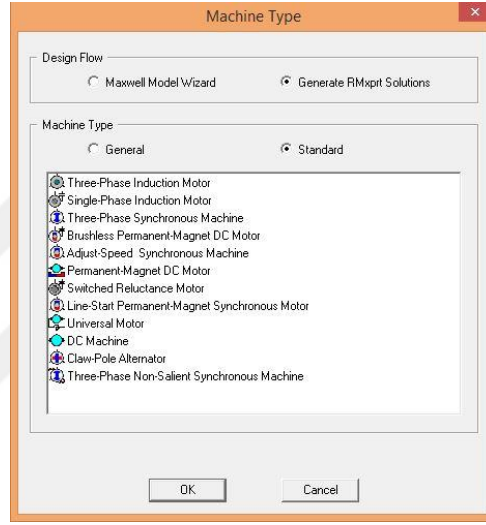 Machine Type
Design Flow
Maxwell Model Wizard Generate RMxprt Solutions
Machine Type
General Standard
Three-Phase Induction Motor
Single-Phase Induction Motor
Three-Phase Synchronous Machine
Brushless Permanent-Magnet DC Motor
Adjust-Speed Synchronous Machine
Permanent-Magnet DC Motor
Switched Reluctance Motor
Line-Start Permanent-Magnet Synchronous Motor
Universal Motor
DC Machine
Claw-Pole Alternator
Three-Phase Non-Salient Synchronous Machine
OK Cancel